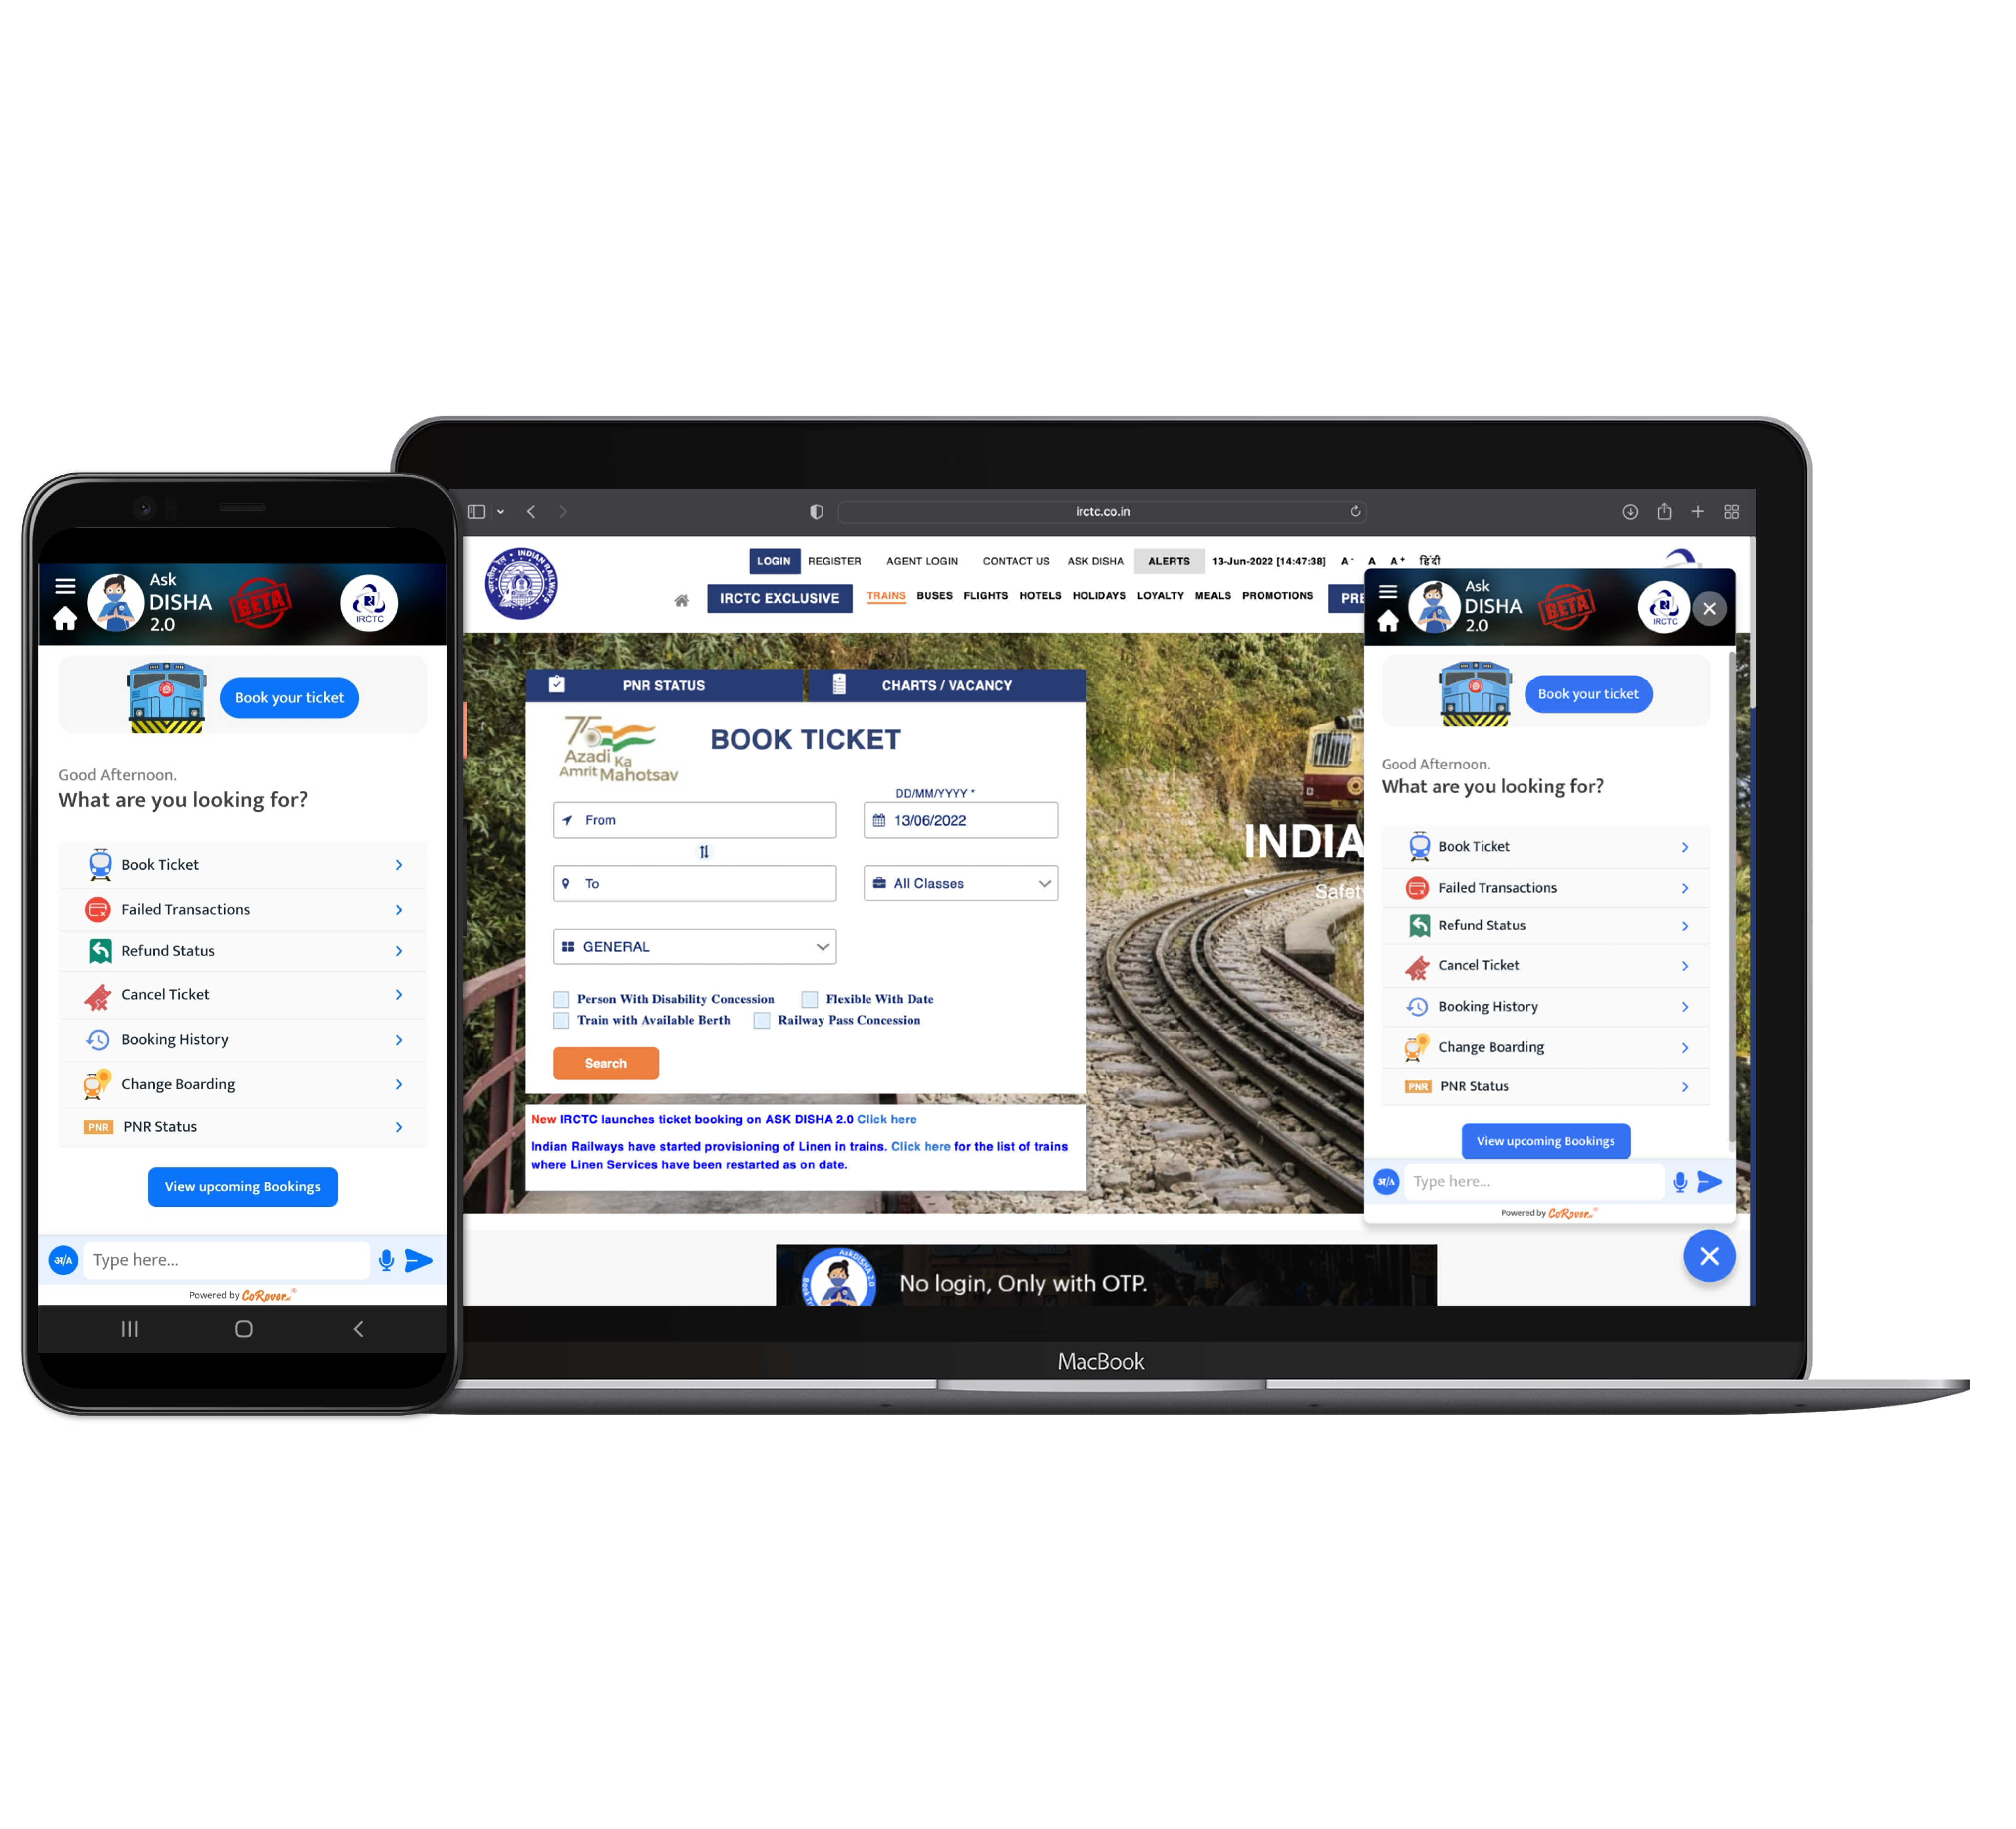 Ask
DISHA
2.0
BETA
IRCTC
Book your ticket
Good Afternoon.
What are you looking for?
Book Ticket
Failed Transactions
Refund Status
Cancel Ticket
Booking History
Change Boarding
PNR PNR Status
View upcoming Bookings
अ/A Type here...
Powered by CoRover.ai®
irctc.co.in
INDIAN RAILWAYS
LOGIN REGISTER AGENT LOGIN CONTACT US ASK DISHA ALERTS 13-Jun-2022 [14:47:38] A- A A+ हिंदी
IRCTC EXCLUSIVE TRAINS BUSES FLIGHTS HOTELS HOLIDAYS LOYALTY MEALS PROMOTIONS PRE
PNR STATUS CHARTS / VACANCY
75
Azadi Ka
Amrit Mahotsav
BOOK TICKET
DD/MM/YYYY *
From 13/06/2022
To All Classes
GENERAL
Person With Disability Concession Flexible With Date
Train with Available Berth Railway Pass Concession
Search
New IRCTC launches ticket booking on ASK DISHA 2.0 Click here
Indian Railways have started provisioning of Linen in trains. Click here for the list of trains
where Linen Services have been restarted as on date.
INDIA
Safet
AskDISHA 2.0
No login, Only with OTP.
Ask
DISHA
2.0
BETA
IRCTC
Book your ticket
Good Afternoon.
What are you looking for?
Book Ticket
Failed Transactions
Refund Status
Cancel Ticket
Booking History
Change Boarding
PNR PNR Status
View upcoming Bookings
अ/A Type here...
Powered by CoRover.ai®
MacBook